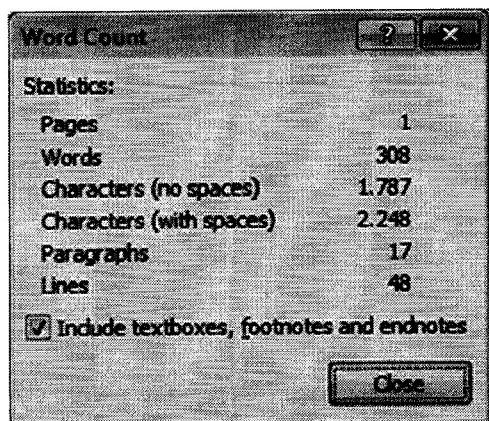 Word Count
?
Statistics:
Pages 1
Words 308
Characters (no spaces) 1.787
Characters (with spaces) 2.248
Paragraphs 17
Lines 48
Include textboxes, footnotes and endnotes
Close